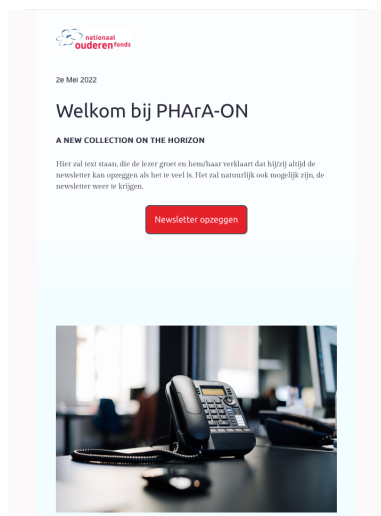 nationaal
ouderenfonds
2e Mei 2022
Welkom bij PHArA-ON
A NEW COLLECTION ON THE HORIZON
Hier zal text staan, die de lezer groet en hem/haar verklaart dat hij/zij altijd de
newsletter kan opzeggen als het te veel is. Het zal natuurlijk ook mogelijk zijn, de
newsletter weer te krijgen.
Newsletter opzeggen